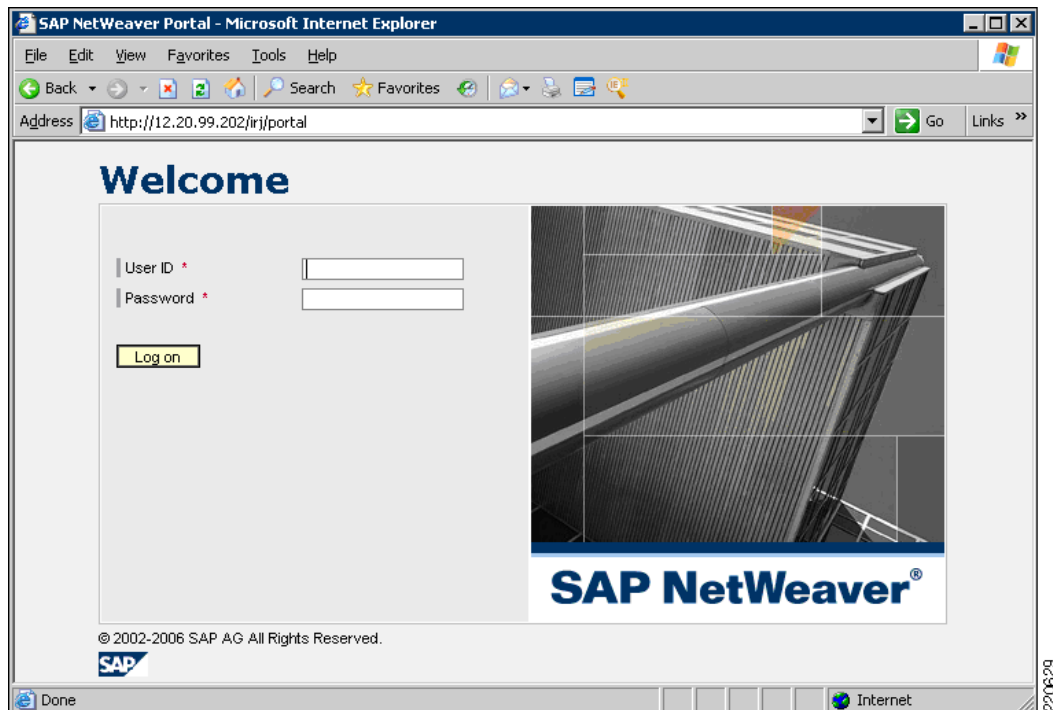 SAP NetWeaver Portal - Microsoft Internet Explorer
File Edit View Favorites Tools Help
Back Search Favorites
Address http://12.20.99.202/irj/portal Go Links »
Welcome
User ID *
Password *
Log on
SAP NetWeaver®
© 2002-2006 SAP AG All Rights Reserved.
SAP
Done Internet
220629